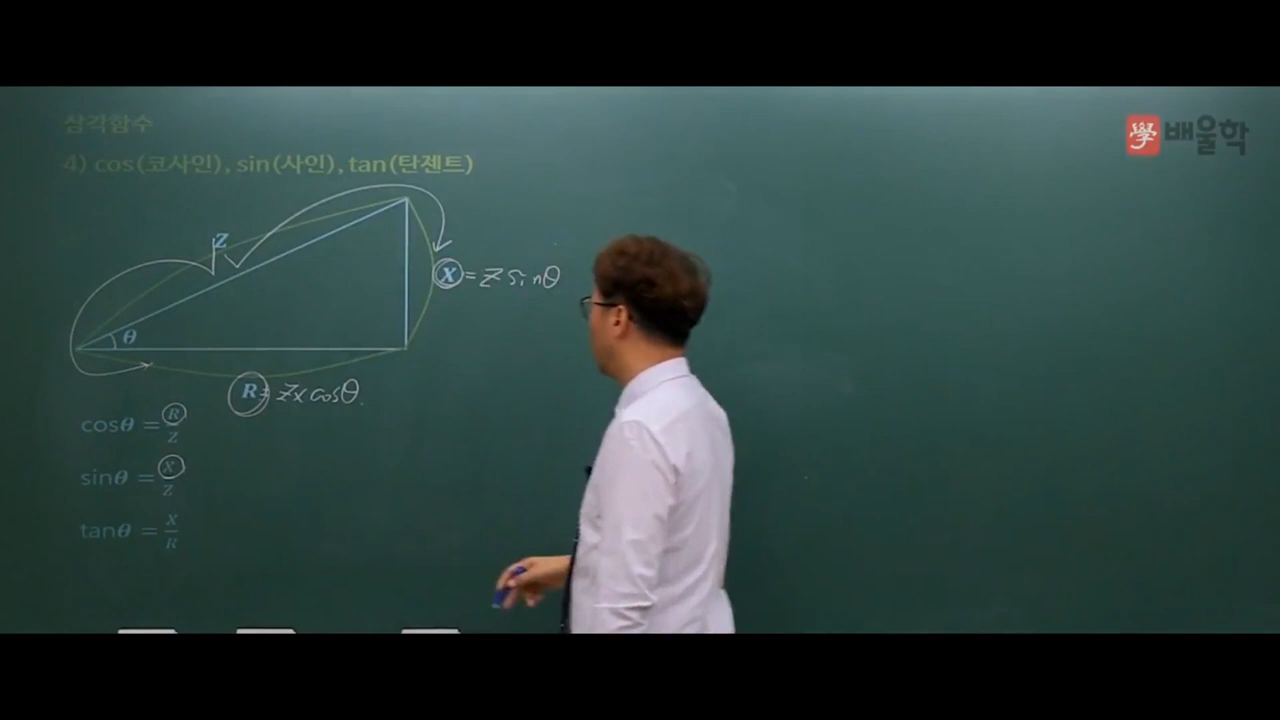 삼각함수
學 배울학
4) cos(코사인), sin(사인), tan(탄젠트)
Z
X = Z sinθ
θ
R = Z×cosθ.
cosθ = R/Z
sinθ = X/Z
tanθ = X/R